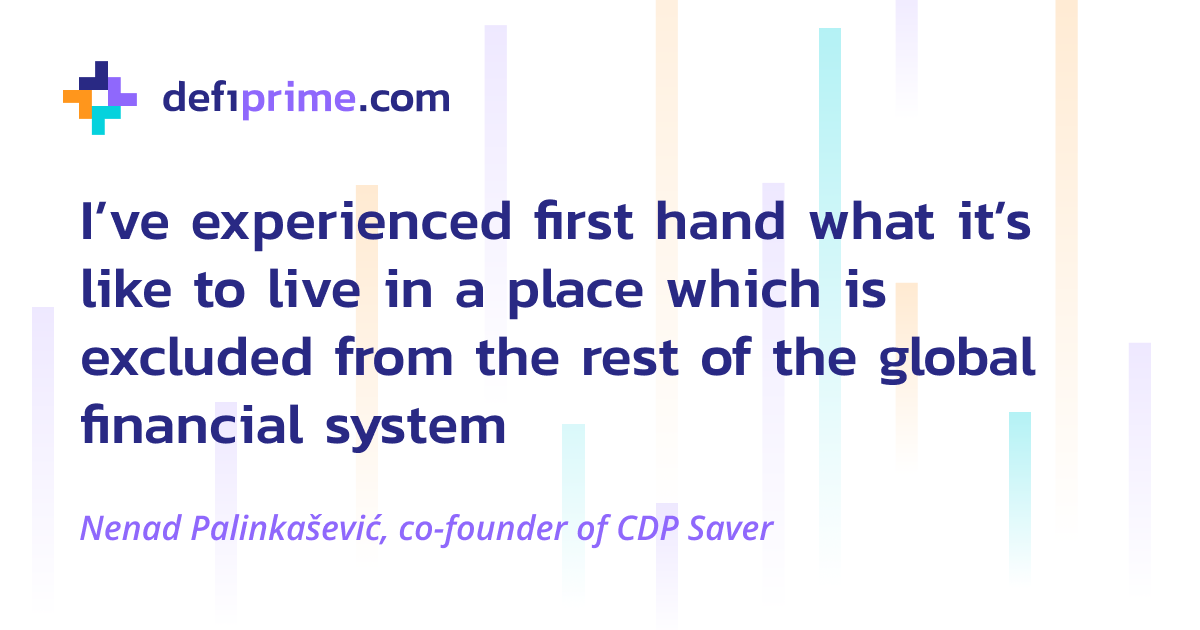 defiprime.com
I’ve experienced first hand what it’s
like to live in a place which is
excluded from the rest of the global
financial system
Nenad Palinkašević, co-founder of CDP Saver